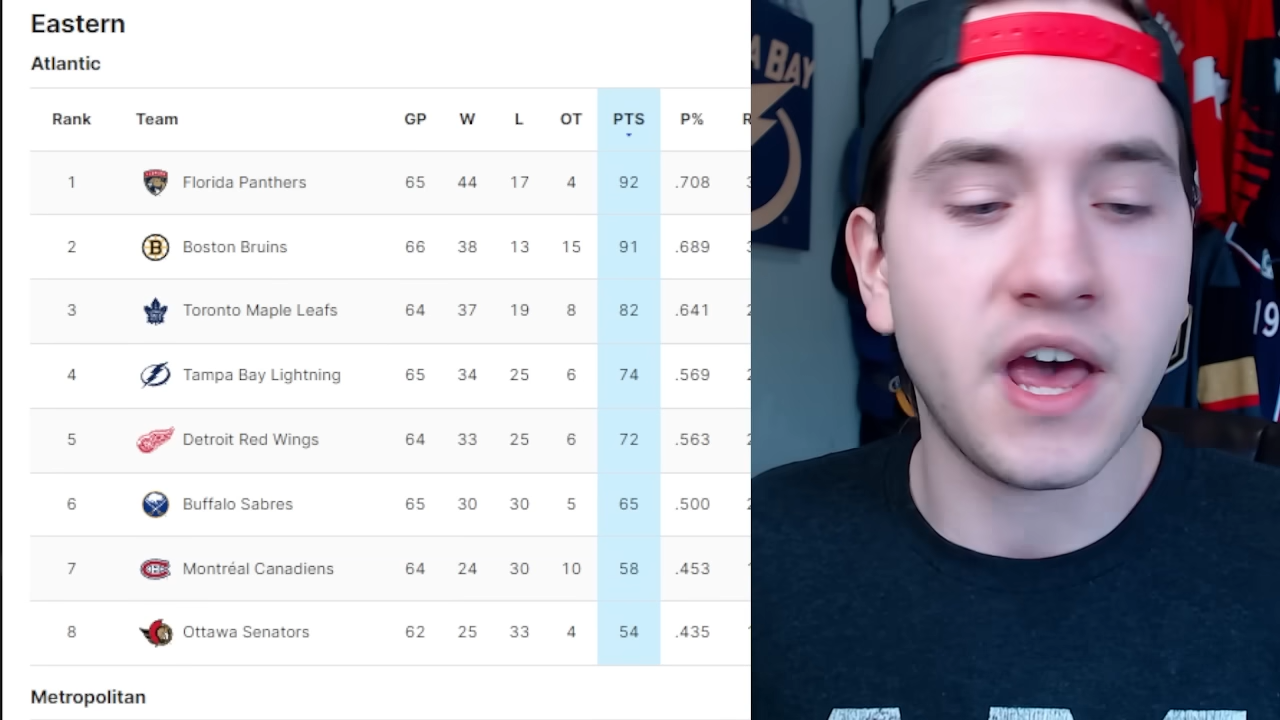 Eastern
Atlantic
Rank Team GP W L OT PTS P%
1 Florida Panthers 65 44 17 4 92 .708
2 Boston Bruins 66 38 13 15 91 .689
3 Toronto Maple Leafs 64 37 19 8 82 .641
4 Tampa Bay Lightning 65 34 25 6 74 .569
5 Detroit Red Wings 64 33 25 6 72 .563
6 Buffalo Sabres 65 30 30 5 65 .500
7 Montréal Canadiens 64 24 30 10 58 .453
8 Ottawa Senators 62 25 33 4 54 .435
Metropolitan
A BAY
19